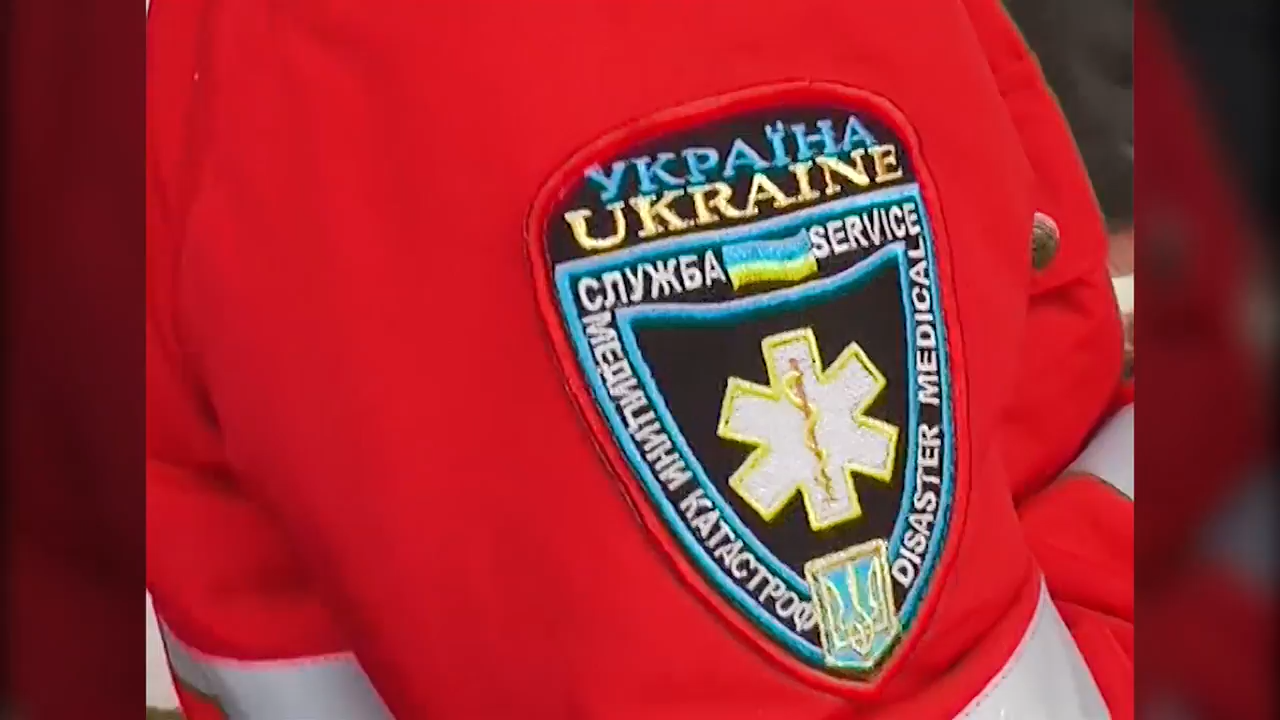 УКРАЇНА
UKRAINE
СЛУЖБА
SERVICE
МЕДИЦИНИ КАТАСТРОФ
DISASTER MEDICAL